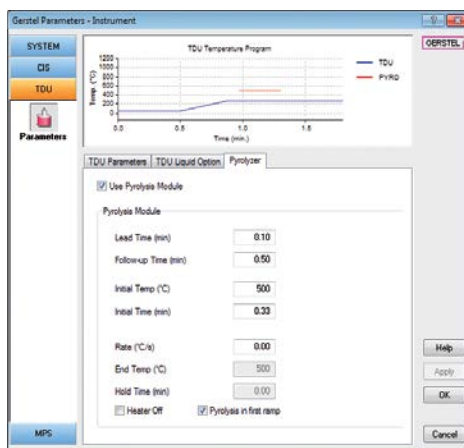 Gerstel Parameters - Instrument
SYSTEM
CIS
TDU
Parameters
MPS
TDU Temperature Program
Temp. (°C)
1200
1000
800
600
400
200
0
0.0 0.5 1.0 1.5
Time (min.)
TDU
PYRO
GERSTEL
TDU Parameters TDU Liquid Option Pyrolyzer
Use Pyrolysis Module
Pyrolysis Module
Lead Time (min) 0.10
Follow-up Time (min) 0.50
Initial Temp (°C) 500
Initial Time (min) 0.33
Rate (°C/s) 0.00
End Temp (°C) 500
Hold Time (min) 0.00
Heater Off Pyrolysis in first ramp
Help
Apply
OK
Cancel